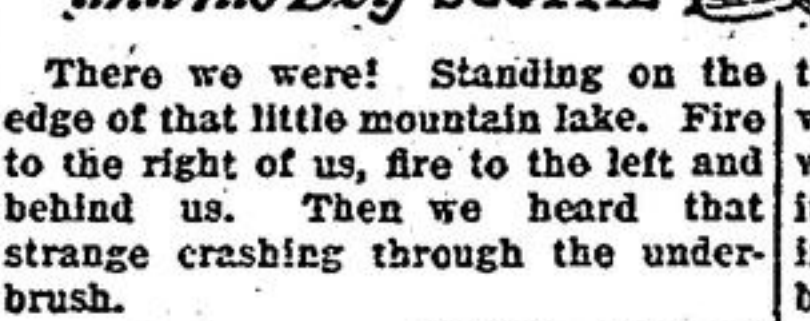 There we were! Standing on the
edge of that little mountain lake. Fire
to the right of us, fire to the left and
behind us. Then we heard that
strange crashing through the under-
brush.